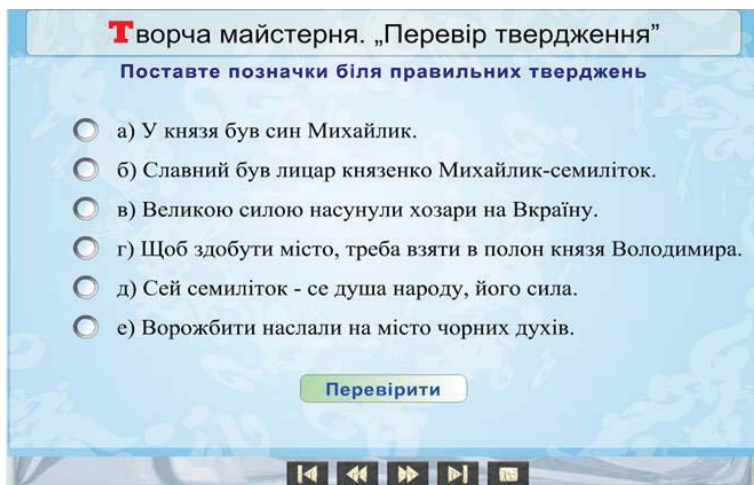 Творча майстерня. „Перевір твердження”
Поставте позначки біля правильних тверджень
а) У князя був син Михайлик.
б) Славний був лицар князенко Михайлик-семиліток.
в) Великою силою насунули хозари на Вкраїну.
г) Щоб здобути місто, треба взяти в полон князя Володимира.
д) Сей семиліток - се душа народу, його сила.
е) Ворожбити наслали на місто чорних духів.
Перевірити